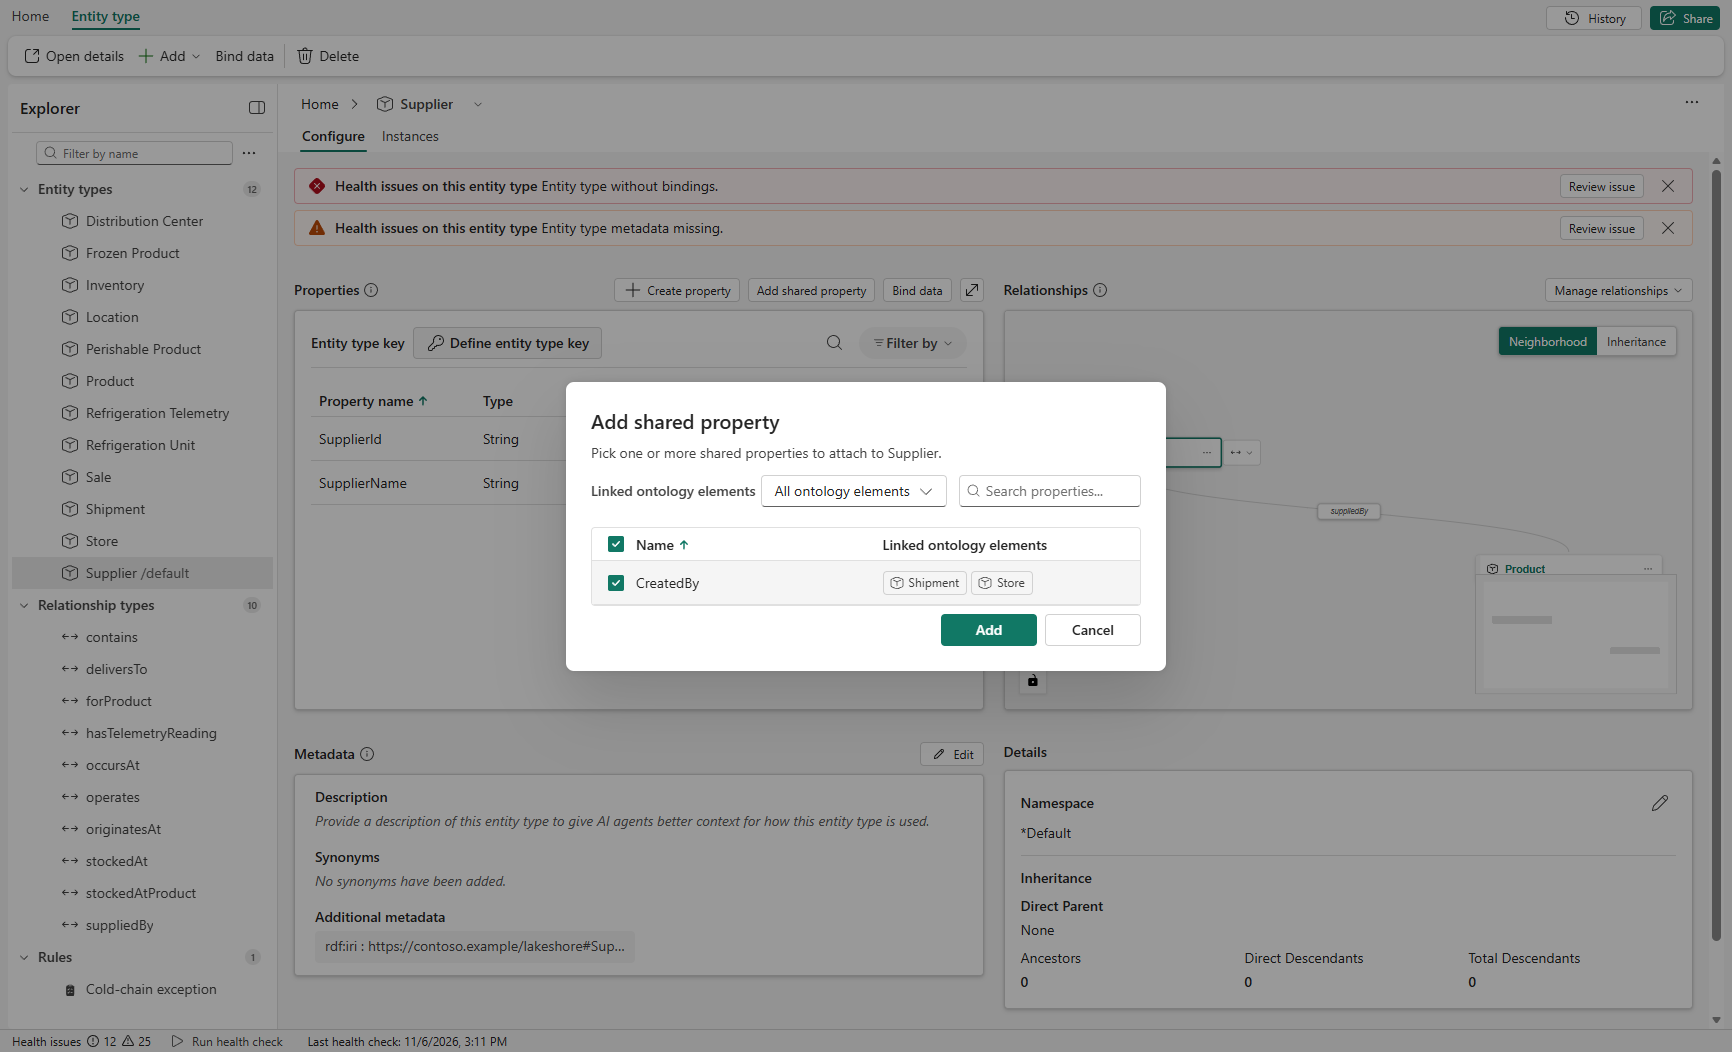 Home
Entity type
History
Share
Open details
Add
Bind data
Delete
Explorer
Filter by name
Entity types
12
Distribution Center
Frozen Product
Inventory
Location
Perishable Product
Product
Refrigeration Telemetry
Refrigeration Unit
Sale
Shipment
Store
Supplier /default
Relationship types
10
contains
deliversTo
forProduct
hasTelemetryReading
occursAt
operates
originatesAt
stockedAt
stockedAtProduct
suppliedBy
Rules
1
Cold-chain exception
Home
Supplier
Configure
Instances
Health issues on this entity type Entity type without bindings.
Review issue
Health issues on this entity type Entity type metadata missing.
Review issue
Properties
Create property
Add shared property
Bind data
Entity type key
Define entity type key
Filter by
Property name
Type
SupplierId
String
SupplierName
String
Relationships
Manage relationships
Neighborhood
Inheritance
suppliedBy
Product
Add shared property
Pick one or more shared properties to attach to Supplier.
Linked ontology elements
All ontology elements
Search properties...
Name
Linked ontology elements
CreatedBy
Shipment
Store
Add
Cancel
Metadata
Edit
Description
Provide a description of this entity type to give AI agents better context for how this entity type is used.
Synonyms
No synonyms have been added.
Additional metadata
rdf:iri : https://contoso.example/lakeshore#Sup...
Details
Namespace
*Default
Inheritance
Direct Parent
None
Ancestors
0
Direct Descendants
0
Total Descendants
0
Health issues
12
25
Run health check
Last health check: 11/6/2026, 3:11 PM